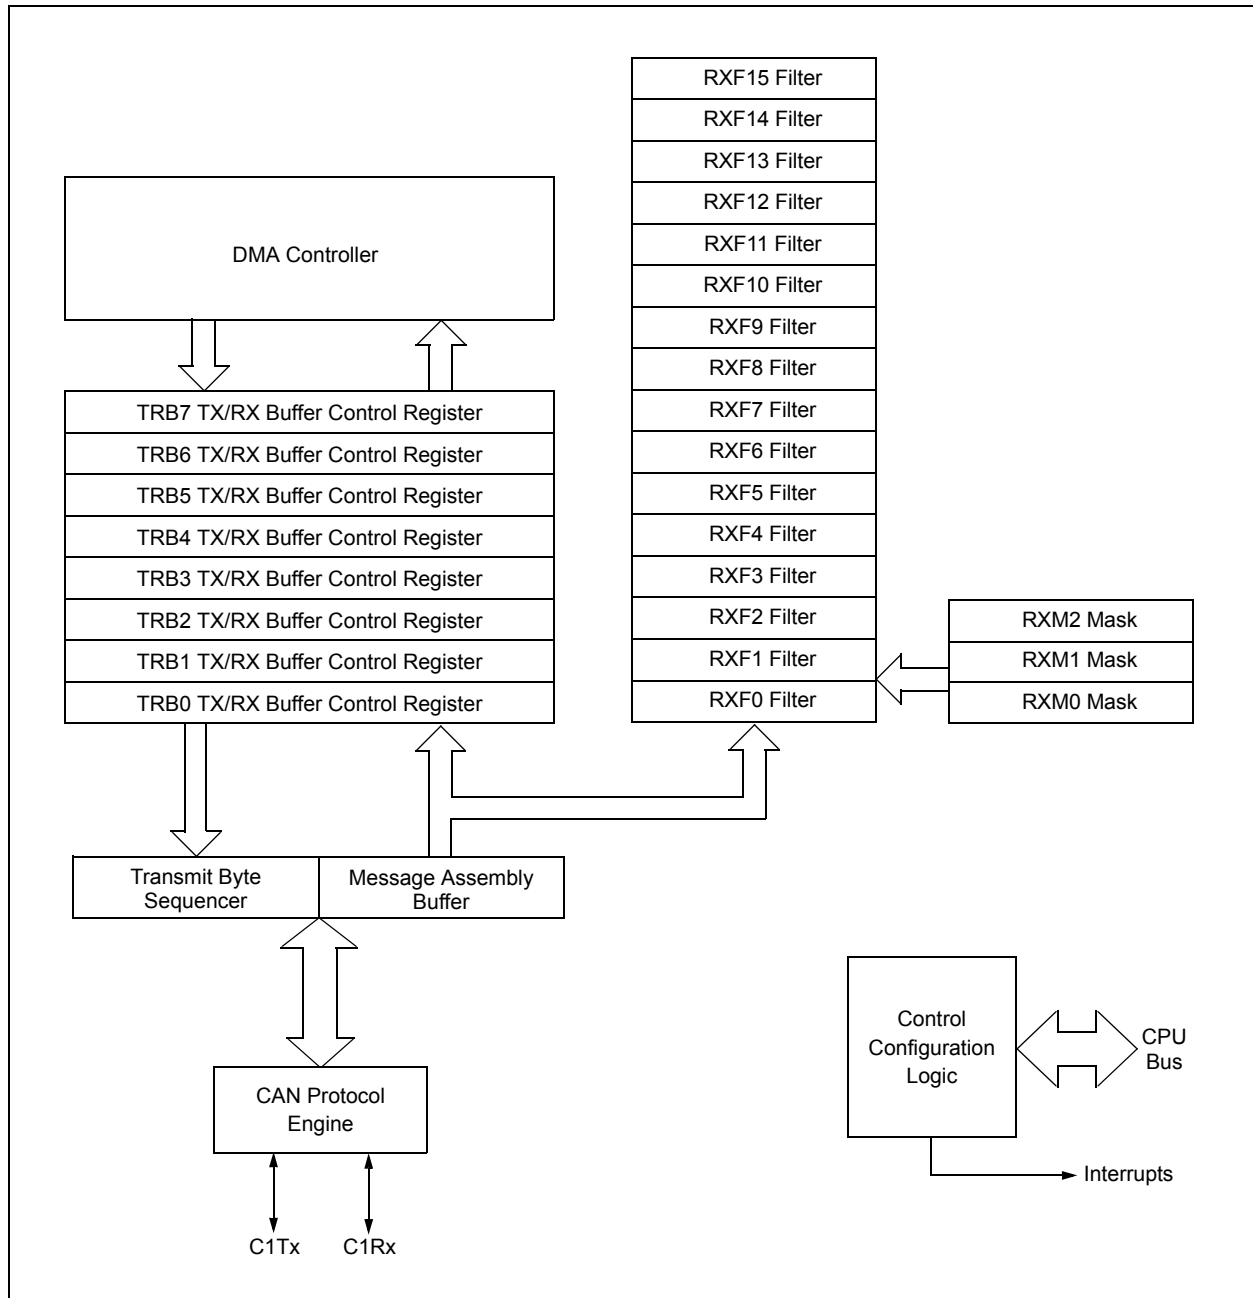 RXF15 Filter
RXF14 Filter
RXF13 Filter
RXF12 Filter
RXF11 Filter
RXF10 Filter
RXF9 Filter
RXF8 Filter
RXF7 Filter
RXF6 Filter
RXF5 Filter
RXF4 Filter
RXF3 Filter
RXF2 Filter
RXF1 Filter
RXF0 Filter
DMA Controller
TRB7 TX/RX Buffer Control Register
TRB6 TX/RX Buffer Control Register
TRB5 TX/RX Buffer Control Register
TRB4 TX/RX Buffer Control Register
TRB3 TX/RX Buffer Control Register
TRB2 TX/RX Buffer Control Register
TRB1 TX/RX Buffer Control Register
TRB0 TX/RX Buffer Control Register
RXM2 Mask
RXM1 Mask
RXM0 Mask
Transmit Byte
Sequencer
Message Assembly
Buffer
CAN Protocol
Engine
C1Tx
C1Rx
Control
Configuration
Logic
CPU
Bus
Interrupts